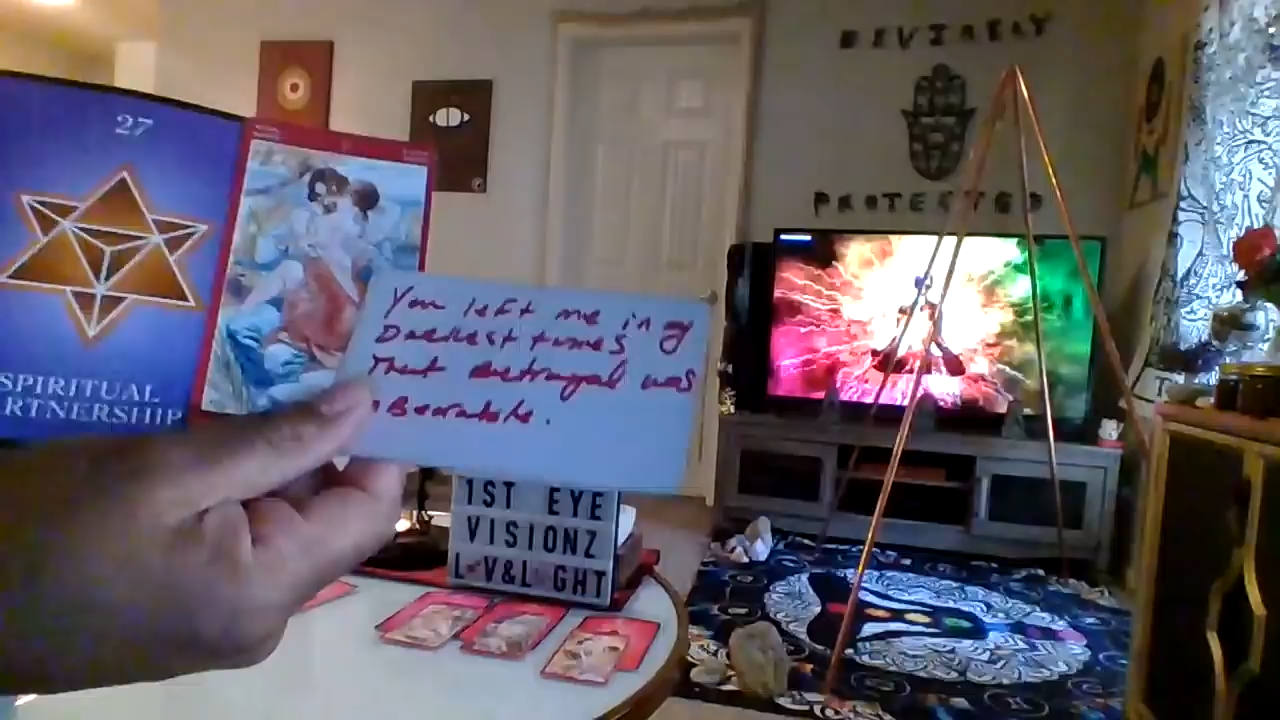 DIVINELY
PROTECTED
27
SPIRITUAL
RTNERSHIP
You left me in my
Darkest times
That Betrayal was
nBearable.
1ST EYE
VISIONZ
L V&L GHT